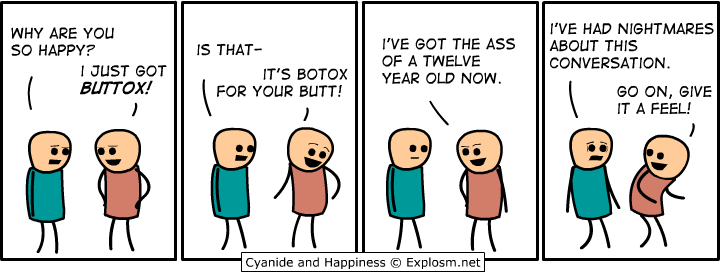 WHY ARE YOU
SO HAPPY?
I JUST GOT
BUTTOX!
IS THAT-
IT'S BOTOX
FOR YOUR BUTT!
I'VE GOT THE ASS
OF A TWELVE
YEAR OLD NOW.
I'VE HAD NIGHTMARES
ABOUT THIS
CONVERSATION.
GO ON, GIVE
IT A FEEL!
Cyanide and Happiness © Explosm.net